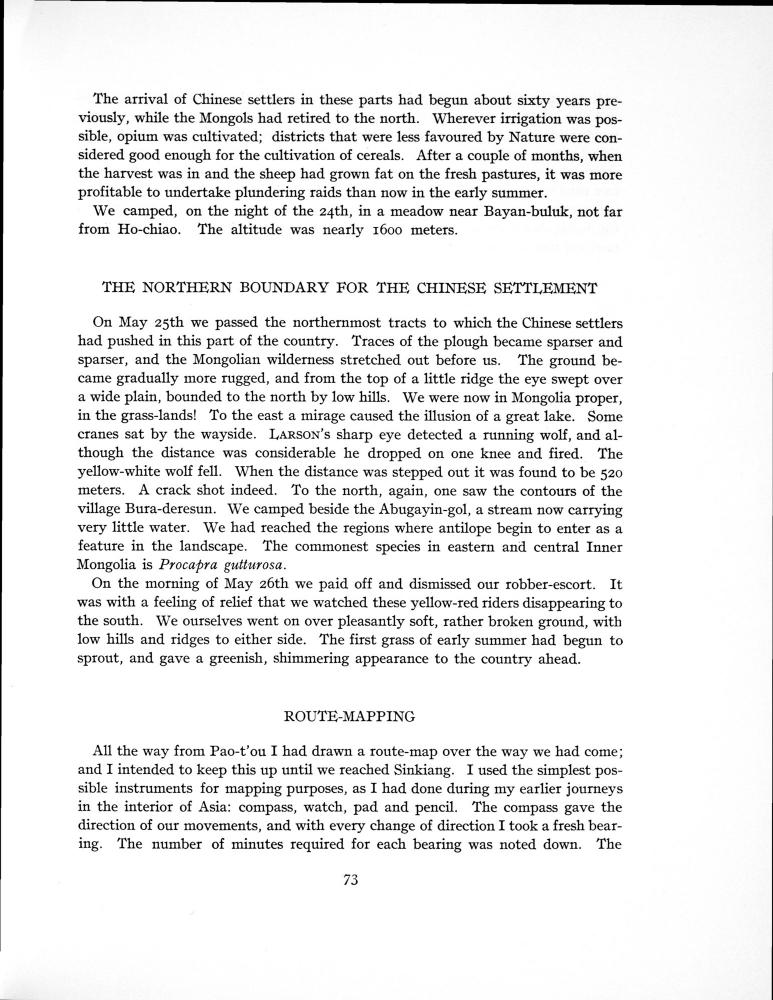 The arrival of Chinese settlers in these parts had begun about sixty years pre-
viously, while the Mongols had retired to the north. Wherever irrigation was pos-
sible, opium was cultivated; districts that were less favoured by Nature were con-
sidered good enough for the cultivation of cereals. After a couple of months, when
the harvest was in and the sheep had grown fat on the fresh pastures, it was more
profitable to undertake plundering raids than now in the early summer.
We camped, on the night of the 24th, in a meadow near Bayan-buluk, not far
from Ho-chiao. The altitude was nearly 1600 meters.
THE NORTHERN BOUNDARY FOR THE CHINESE SETTLEMENT
On May 25th we passed the northernmost tracts to which the Chinese settlers
had pushed in this part of the country. Traces of the plough became sparser and
sparser, and the Mongolian wilderness stretched out before us. The ground be-
came gradually more rugged, and from the top of a little ridge the eye swept over
a wide plain, bounded to the north by low hills. We were now in Mongolia proper,
in the grass-lands! To the east a mirage caused the illusion of a great lake. Some
cranes sat by the wayside. LARSON's sharp eye detected a running wolf, and al-
though the distance was considerable he dropped on one knee and fired. The
yellow-white wolf fell. When the distance was stepped out it was found to be 520
meters. A crack shot indeed. To the north, again, one saw the contours of the
village Bura-deresun. We camped beside the Abugayin-gol, a stream now carrying
very little water. We had reached the regions where antilope begin to enter as a
feature in the landscape. The commonest species in eastern and central Inner
Mongolia is Procapra gutturosa.
On the morning of May 26th we paid off and dismissed our robber-escort. It
was with a feeling of relief that we watched these yellow-red riders disappearing to
the south. We ourselves went on over pleasantly soft, rather broken ground, with
low hills and ridges to either side. The first grass of early summer had begun to
sprout, and gave a greenish, shimmering appearance to the country ahead.
ROUTE-MAPPING
All the way from Pao-t'ou I had drawn a route-map over the way we had come;
and I intended to keep this up until we reached Sinkiang. I used the simplest pos-
sible instruments for mapping purposes, as I had done during my earlier journeys
in the interior of Asia: compass, watch, pad and pencil. The compass gave the
direction of our movements, and with every change of direction I took a fresh bear-
ing. The number of minutes required for each bearing was noted down. The
73